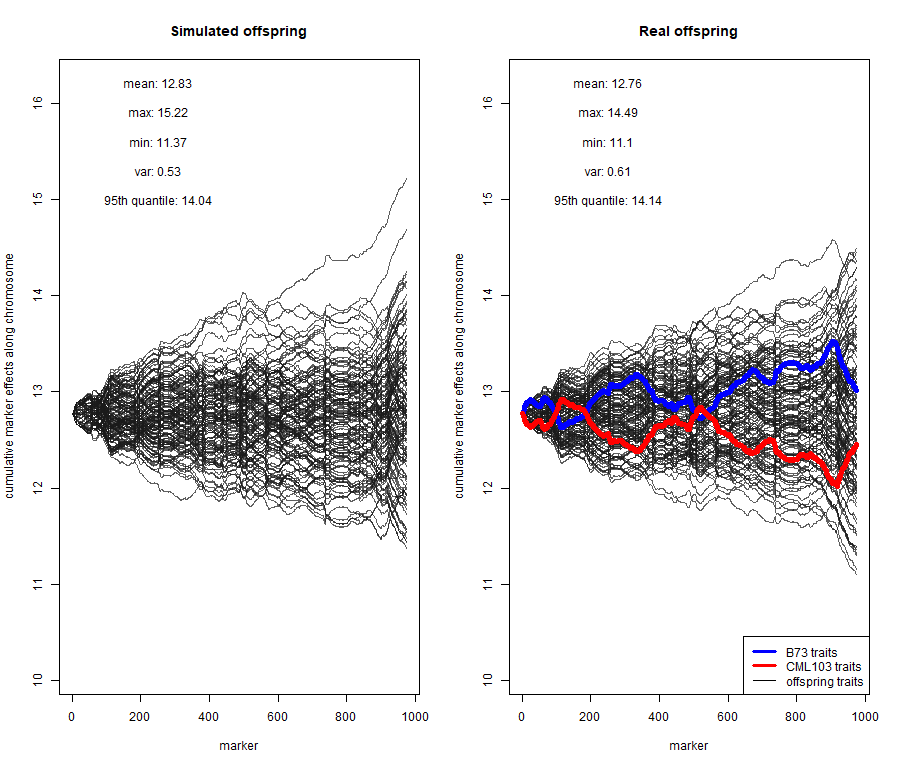 Simulated offspring
mean: 12.83
max: 15.22
min: 11.37
var: 0.53
95th quantile: 14.04
cumulative marker effects along chromosome
10
11
12
13
14
15
16
0
200
400
600
800
1000
marker
Real offspring
mean: 12.76
max: 14.49
min: 11.1
var: 0.61
95th quantile: 14.14
cumulative marker effects along chromosome
10
11
12
13
14
15
16
B73 traits
CML103 traits
offspring traits
0
200
400
600
800
1000
marker